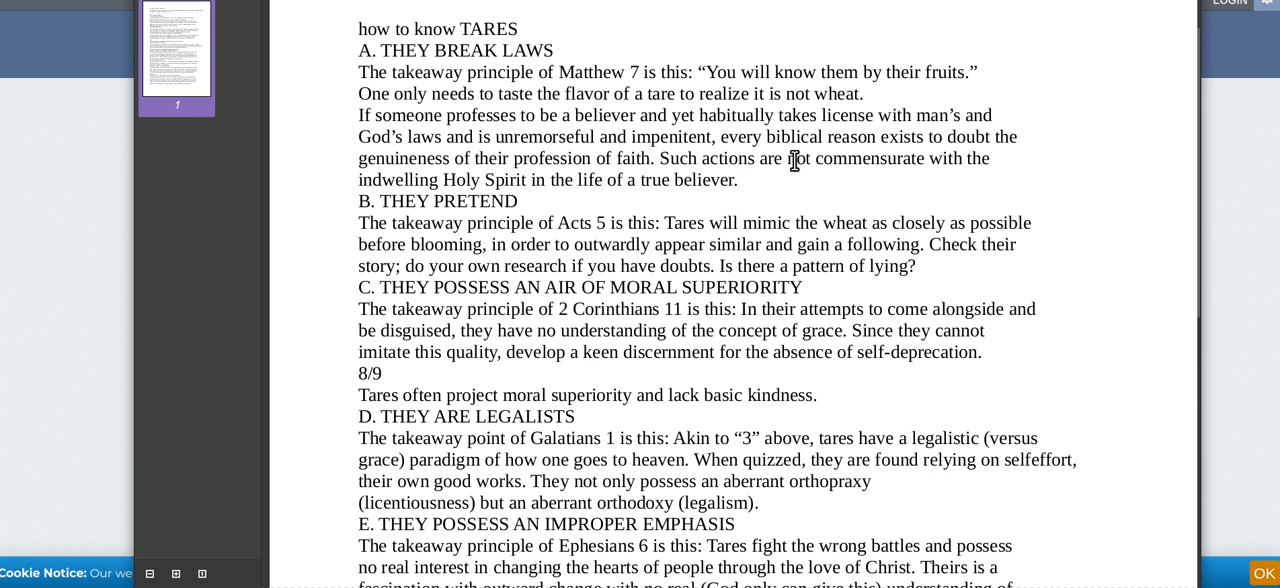 LOGIN
how to know TARES
A. THEY BREAK LAWS
The takeaway principle of Matthew 7 is this: “You will know them by their fruits.”
One only needs to taste the flavor of a tare to realize it is not wheat.
If someone professes to be a believer and yet habitually takes license with man’s and
God’s laws and is unremorseful and impenitent, every biblical reason exists to doubt the
genuineness of their profession of faith. Such actions are not commensurate with the
indwelling Holy Spirit in the life of a true believer.
1
B. THEY PRETEND
The takeaway principle of Acts 5 is this: Tares will mimic the wheat as closely as possible
before blooming, in order to outwardly appear similar and gain a following. Check their
story; do your own research if you have doubts. Is there a pattern of lying?
C. THEY POSSESS AN AIR OF MORAL SUPERIORITY
The takeaway principle of 2 Corinthians 11 is this: In their attempts to come alongside and
be disguised, they have no understanding of the concept of grace. Since they cannot
imitate this quality, develop a keen discernment for the absence of self-deprecation.
8/9
Tares often project moral superiority and lack basic kindness.
D. THEY ARE LEGALISTS
The takeaway point of Galatians 1 is this: Akin to “3” above, tares have a legalistic (versus
grace) paradigm of how one goes to heaven. When quizzed, they are found relying on selfeffort,
their own good works. They not only possess an aberrant orthopraxy
(licentiousness) but an aberrant orthodoxy (legalism).
E. THEY POSSESS AN IMPROPER EMPHASIS
The takeaway principle of Ephesians 6 is this: Tares fight the wrong battles and possess
no real interest in changing the hearts of people through the love of Christ. Theirs is a
fascination with outward change with no real (God only can give this) understanding of
Cookie Notice: Our we
OK